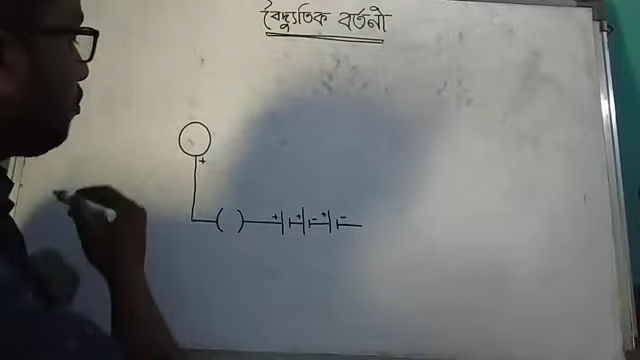 বৈদ্যুতিক বর্তনী
+
+ + - + -